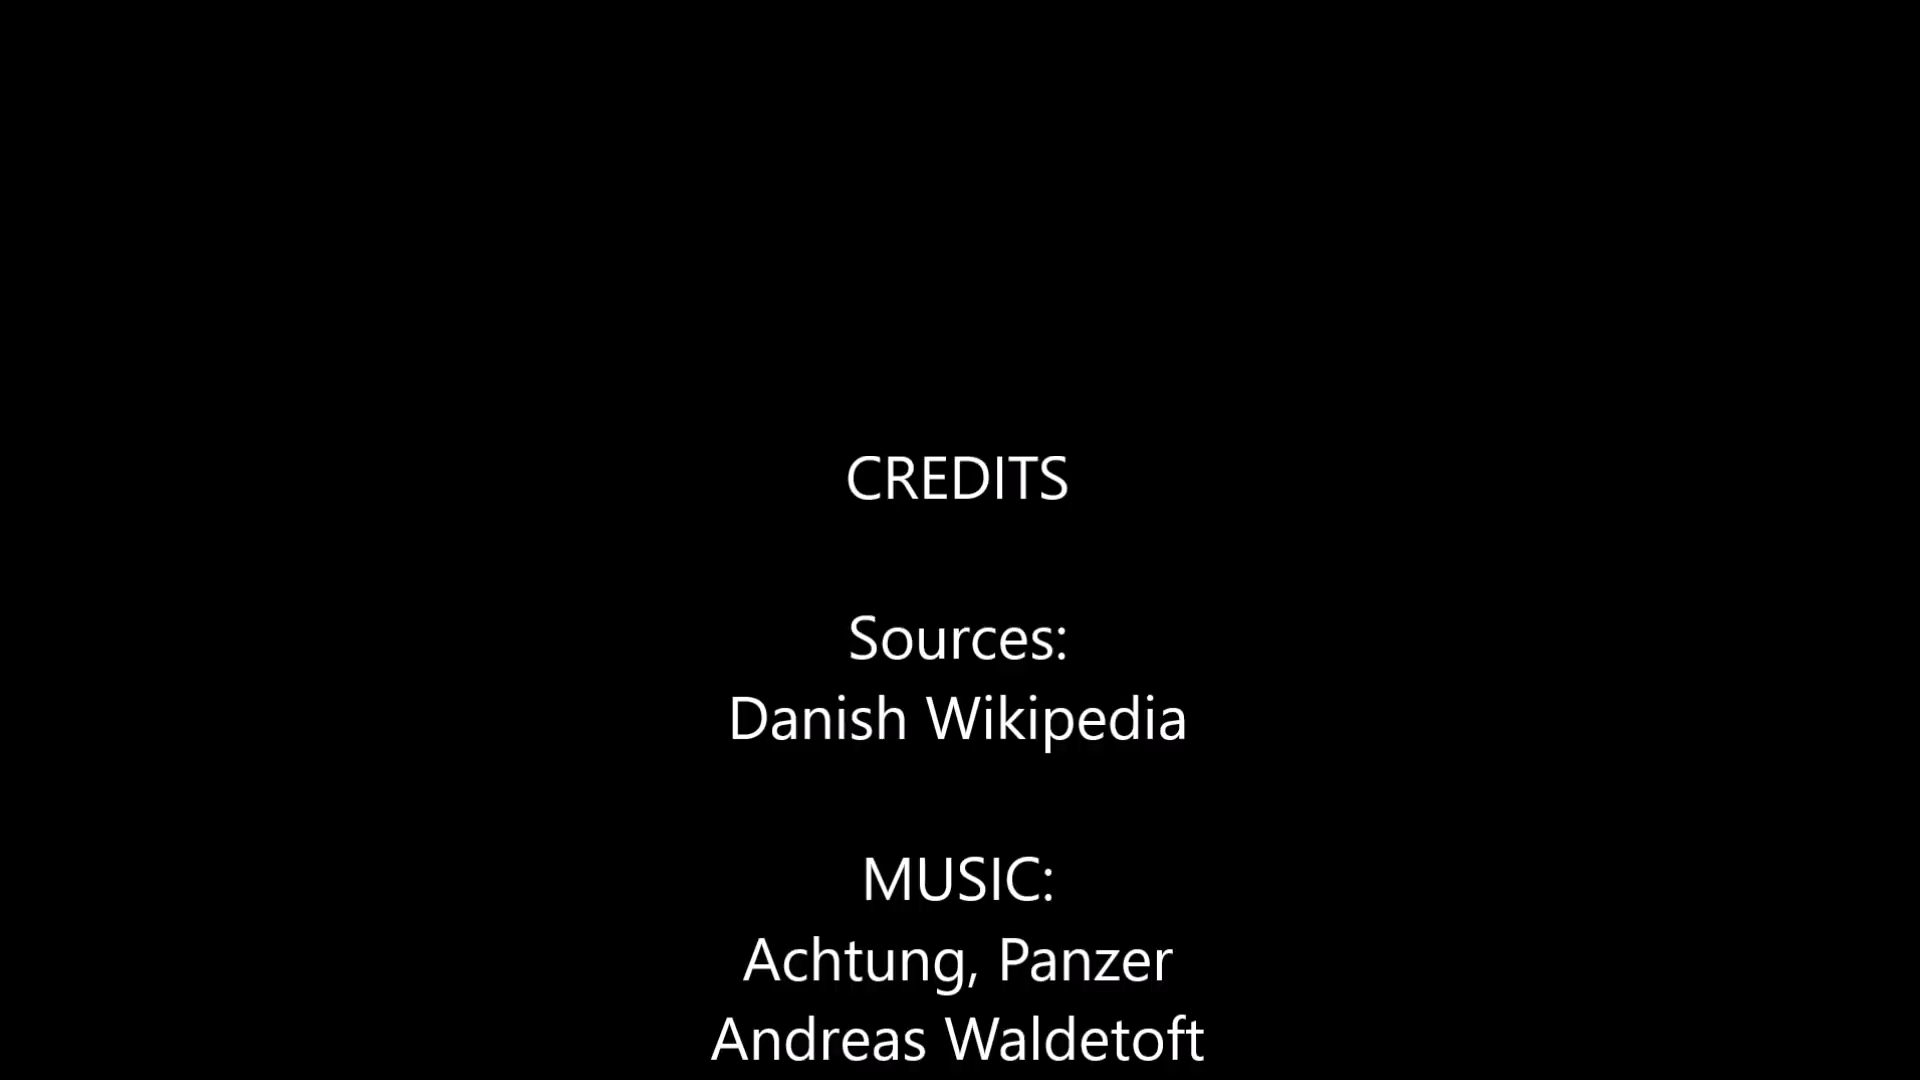 CREDITS
Sources:
Danish Wikipedia
MUSIC:
Achtung, Panzer
Andreas Waldetoft